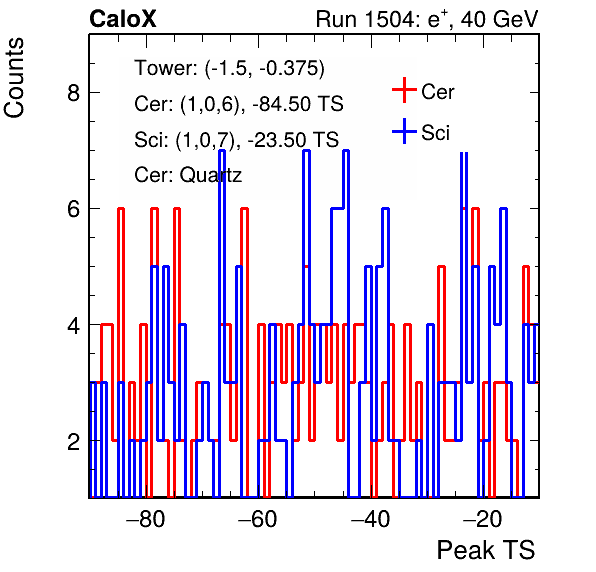 CaloX Run 1504: e⁺, 40 GeV
Counts
Tower: (-1.5, -0.375)
Cer: (1,0,6), -84.50 TS
Sci: (1,0,7), -23.50 TS
Cer: Quartz
Cer
Sci
8
6
4
2
−80 −60 −40 −20
Peak TS